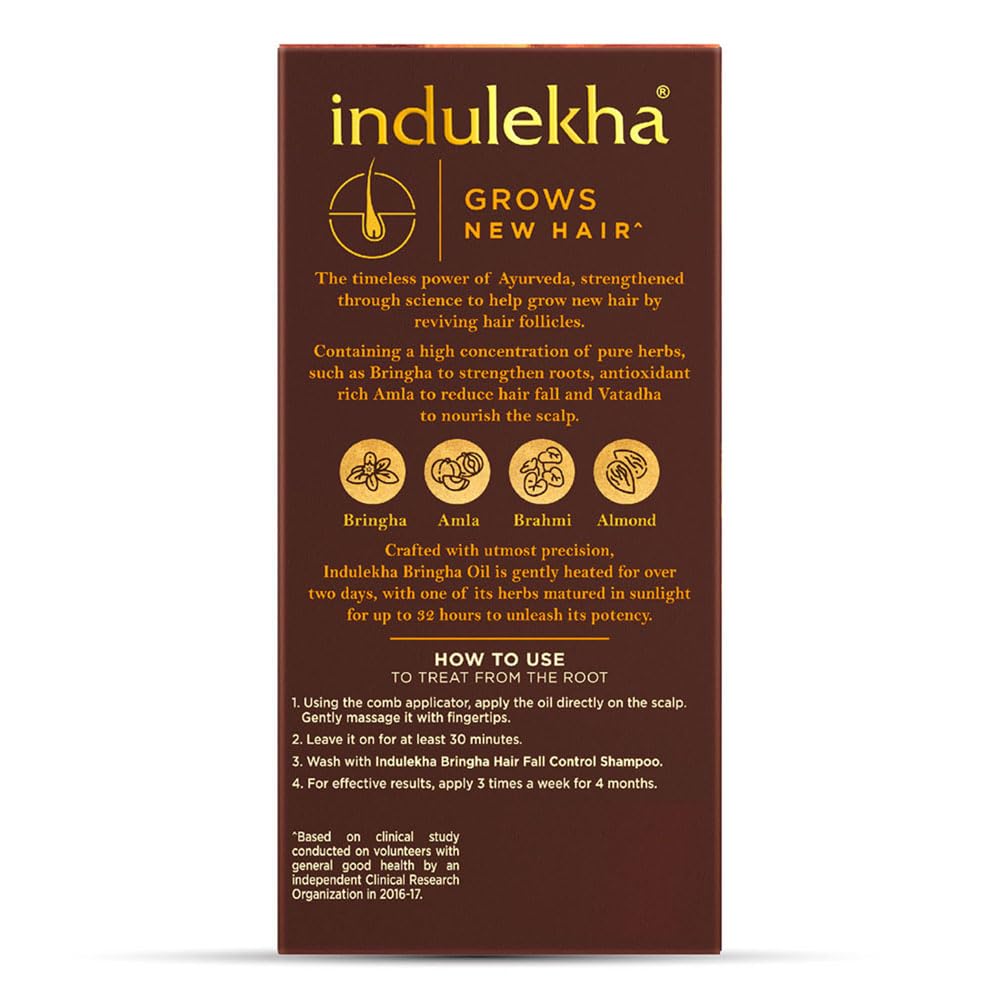 indulekha®
GROWS
NEW HAIR^
The timeless power of Ayurveda, strengthened
through science to help grow new hair by
reviving hair follicles.
Containing a high concentration of pure herbs,
such as Bringha to strengthen roots, antioxidant
rich Amla to reduce hair fall and Vatadha
to nourish the scalp.
Bringha Amla Brahmi Almond
Crafted with utmost precision,
Indulekha Bringha Oil is gently heated for over
two days, with one of its herbs matured in sunlight
for up to 32 hours to unleash its potency.
HOW TO USE
TO TREAT FROM THE ROOT
1. Using the comb applicator, apply the oil directly on the scalp.
Gently massage it with fingertips.
2. Leave it on for at least 30 minutes.
3. Wash with Indulekha Bringha Hair Fall Control Shampoo.
4. For effective results, apply 3 times a week for 4 months.
^Based on clinical study
conducted on volunteers with
general good health by an
independent Clinical Research
Organization in 2016-17.